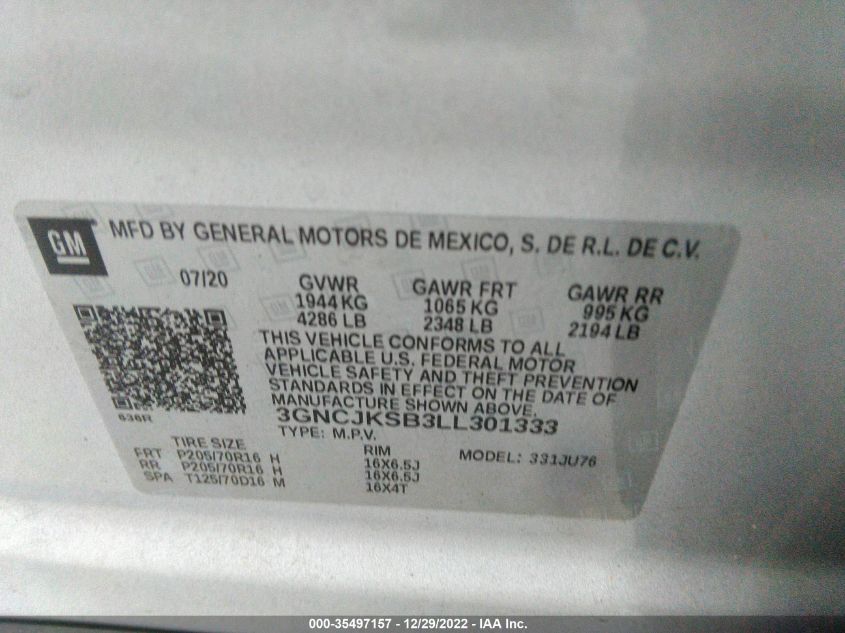 GM
MFD BY GENERAL MOTORS DE MEXICO, S. DE R.L. DE C.V.
07/20
GVWR
1944 KG
4286 LB
GAWR FRT
1065 KG
2348 LB
GAWR RR
995 KG
2194 LB
THIS VEHICLE CONFORMS TO ALL
APPLICABLE U.S. FEDERAL MOTOR
VEHICLE SAFETY AND THEFT PREVENTION
STANDARDS IN EFFECT ON THE DATE OF
MANUFACTURE SHOWN ABOVE.
3GNCJKSB3LL301333
TYPE: M.P.V.
MODEL: 331JU76
636R
TIRE SIZE
RIM
FRT P205/70R16 H 16X6.5J
RR P205/70R16 H 16X6.5J
SPA T125/70D16 M 16X4T
000-35497157 - 12/29/2022 - IAA Inc.